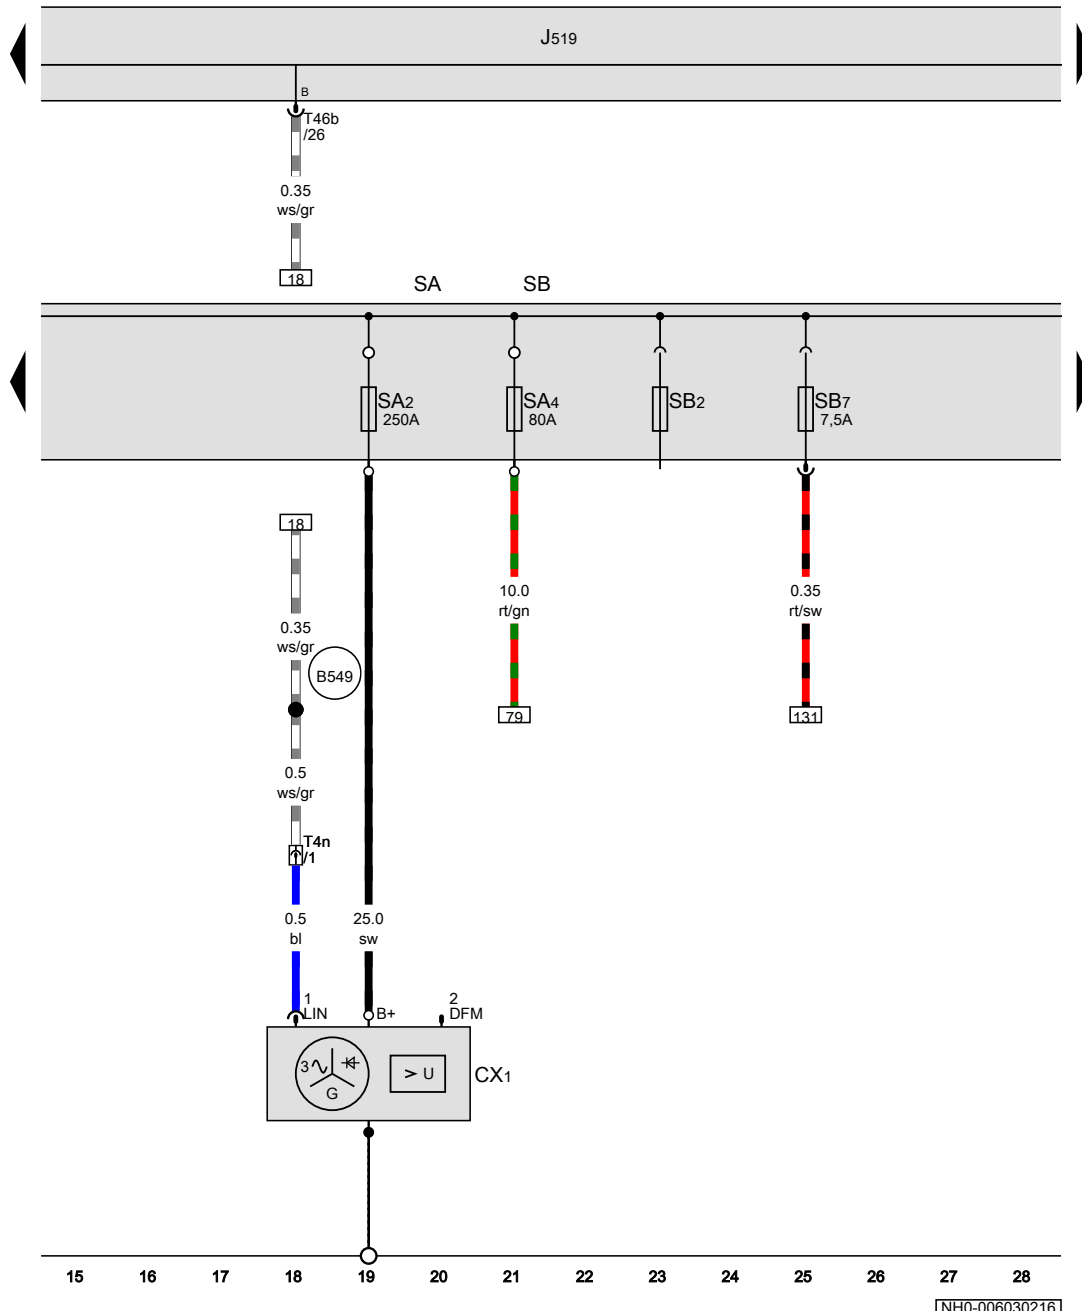 J519
B
T46b
/26
0.35
ws/gr
18
SA SB
SA2
250A
SA4
80A
SB2
SB7
7,5A
18
0.35
ws/gr
B549
10.0
rt/gn
0.35
rt/sw
79
131
0.5
ws/gr
T4n
/1
0.5
bl
25.0
sw
1
LIN
B+
2
DFM
3
G
> U
CX1
15 16 17 18 19 20 21 22 23 24 25 26 27 28
NH0-006030216